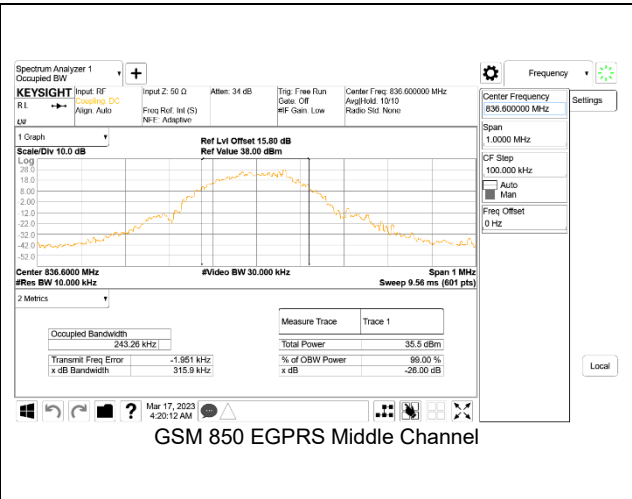 Spectrum Analyzer 1
Occupied BW
Frequency
KEYSIGHT
Input: RF
Coupling: DC
Align: Auto
Input Z: 50 Ω
Freq Ref: Int (S)
NFE: Adaptive
Atten: 34 dB
Trig: Free Run
Gate: Off
#IF Gain: Low
Center Freq: 836.600000 MHz
Avg|Hold: 10/10
Radio Std: None
RL
Center Frequency
836.600000 MHz
Settings
Span
1.0000 MHz
CF Step
100.000 kHz
Auto
Man
Freq Offset
0 Hz
1 Graph
Scale/Div 10.0 dB
Ref Lvl Offset 15.80 dB
Ref Value 38.00 dBm
Log
28.0
18.0
8.00
-2.00
-12.0
-22.0
-32.0
-42.0
-52.0
Center 836.6000 MHz
#Res BW 10.000 kHz
#Video BW 30.000 kHz
Span 1 MHz
Sweep 9.56 ms (601 pts)
2 Metrics
Measure Trace
Trace 1
Occupied Bandwidth
243.26 kHz
Total Power
35.5 dBm
Transmit Freq Error
-1.951 kHz
% of OBW Power
99.00 %
x dB Bandwidth
315.9 kHz
x dB
-26.00 dB
Local
?
Mar 17, 2023
4:20:12 AM
GSM 850 EGPRS Middle Channel